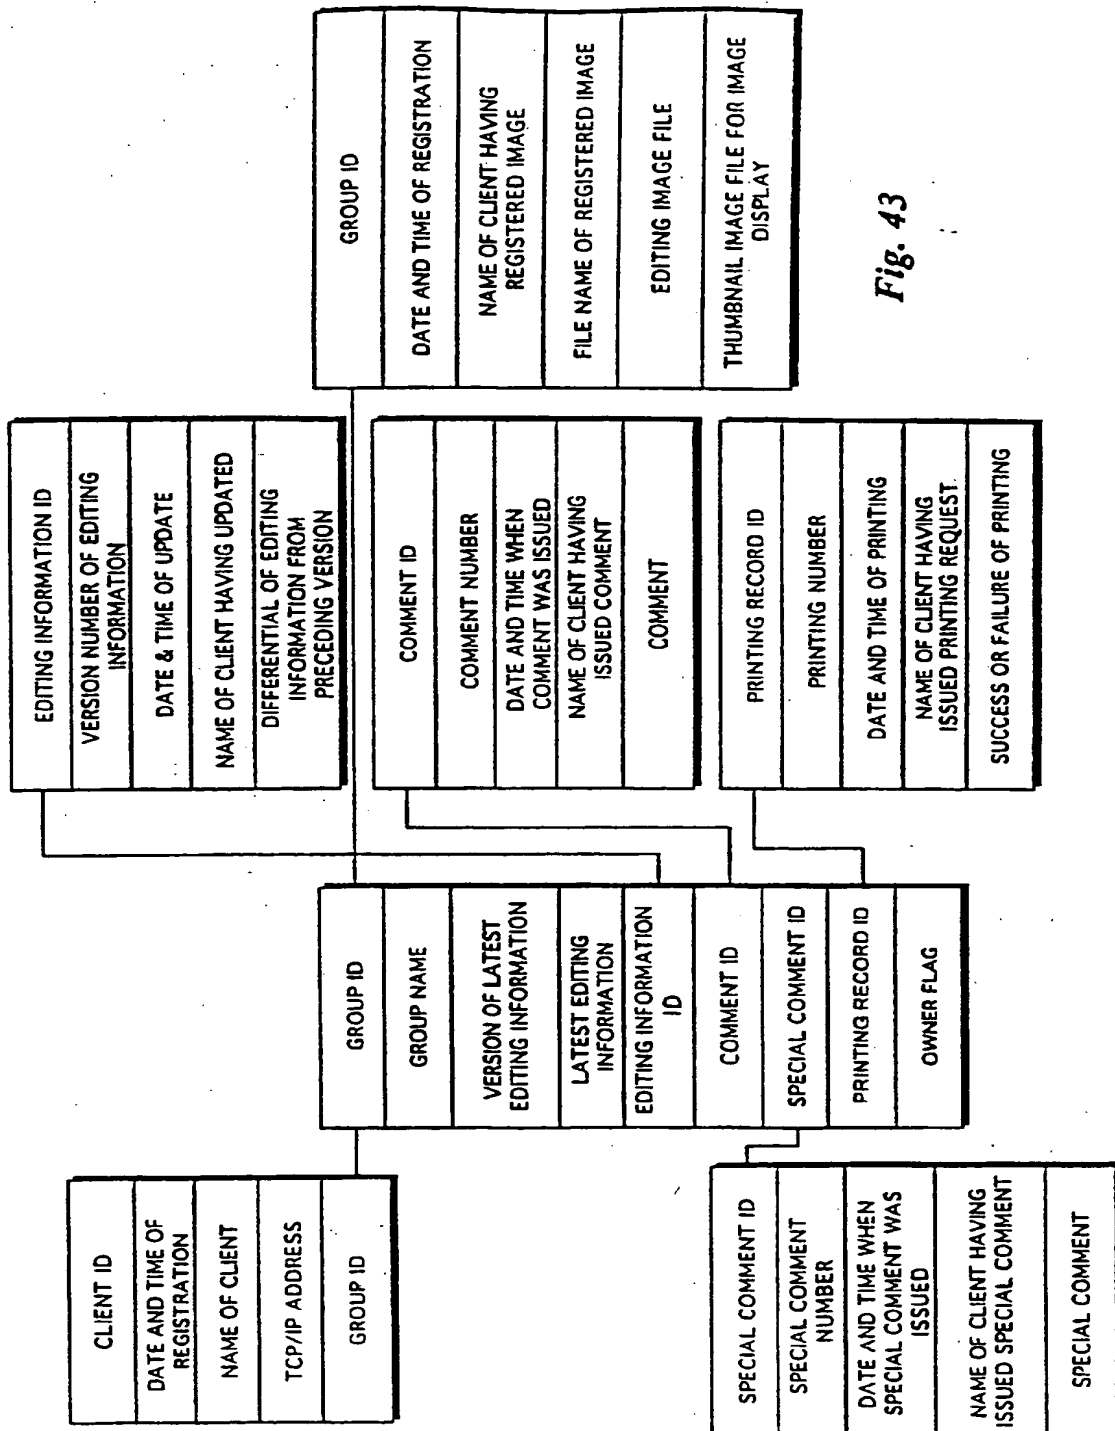 CLIENT ID
DATE AND TIME OF
REGISTRATION
NAME OF CLIENT
TCP/IP ADDRESS
GROUP ID
SPECIAL COMMENT ID
SPECIAL COMMENT
NUMBER
DATE AND TIME WHEN
SPECIAL COMMENT WAS
ISSUED
NAME OF CLIENT HAVING
ISSUED SPECIAL COMMENT
SPECIAL COMMENT
GROUP ID
GROUP NAME
VERSION OF LATEST
EDITING INFORMATION
LATEST EDITING
INFORMATION
EDITING INFORMATION
ID
COMMENT ID
SPECIAL COMMENT ID
PRINTING RECORD ID
OWNER FLAG
EDITING INFORMATION ID
VERSION NUMBER OF EDITING
INFORMATION
DATE & TIME OF UPDATE
NAME OF CLIENT HAVING UPDATED
DIFFERENTIAL OF EDITING
INFORMATION FROM
PRECEDING VERSION
COMMENT ID
COMMENT NUMBER
DATE AND TIME WHEN
COMMENT WAS ISSUED
NAME OF CLIENT HAVING
ISSUED COMMENT
COMMENT
PRINTING RECORD ID
PRINTING NUMBER
DATE AND TIME OF PRINTING
NAME OF CLIENT HAVING
ISSUED PRINTING REQUEST
SUCCESS OR FAILURE OF PRINTING
GROUP ID
DATE AND TIME OF REGISTRATION
NAME OF CLIENT HAVING
REGISTERED IMAGE
FILE NAME OF REGISTERED IMAGE
EDITING IMAGE FILE
THUMBNAIL IMAGE FILE FOR IMAGE
DISPLAY
Fig. 43